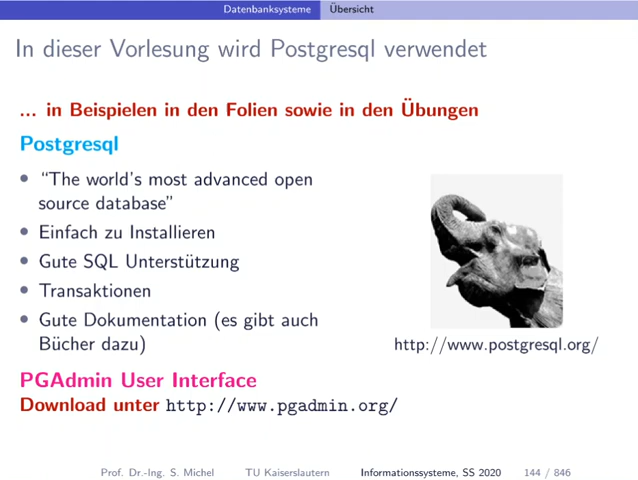 Datenbanksysteme Übersicht
In dieser Vorlesung wird Postgresql verwendet
... in Beispielen in den Folien sowie in den Übungen
Postgresql
• “The world's most advanced open
source database”
• Einfach zu Installieren
• Gute SQL Unterstützung
• Transaktionen
• Gute Dokumentation (es gibt auch
Bücher dazu)
http://www.postgresql.org/
PGAdmin User Interface
Download unter http://www.pgadmin.org/
Prof. Dr.-Ing. S. Michel TU Kaiserslautern Informationssysteme, SS 2020 144 / 846